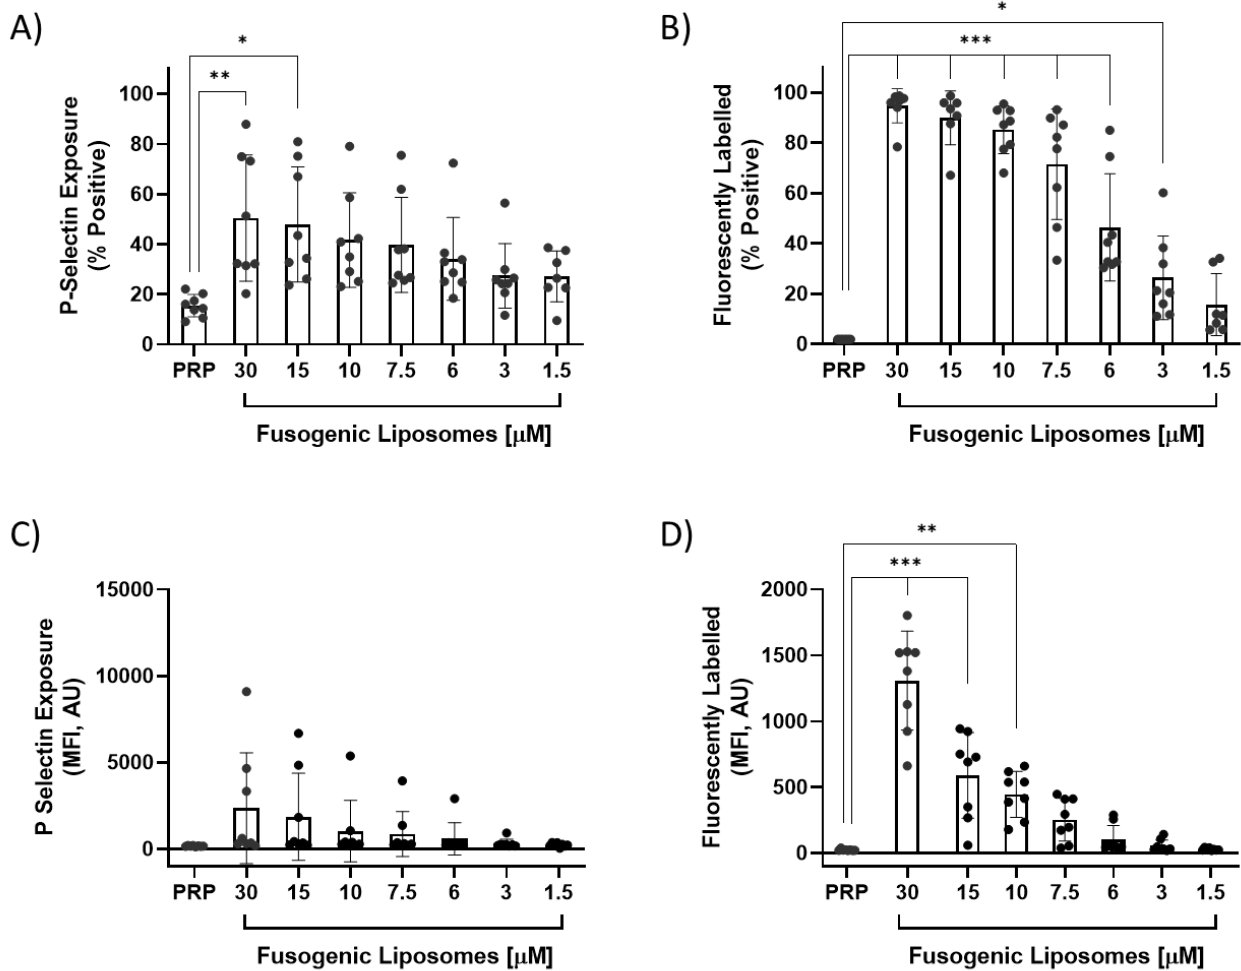 A)
*
**
P-Selectin Exposure
(% Positive)
100
80
60
40
20
0
PRP 30 15 10 7.5 6 3 1.5
Fusogenic Liposomes [μM]
B)
*
***
Fluorescently Labelled
(% Positive)
100
80
60
40
20
0
PRP 30 15 10 7.5 6 3 1.5
Fusogenic Liposomes [μM]
C)
P Selectin Exposure
(MFI, AU)
15000
10000
5000
0
PRP 30 15 10 7.5 6 3 1.5
Fusogenic Liposomes [μM]
D)
**
***
Fluorescently Labelled
(MFI, AU)
2000
1500
1000
500
0
PRP 30 15 10 7.5 6 3 1.5
Fusogenic Liposomes [μM]